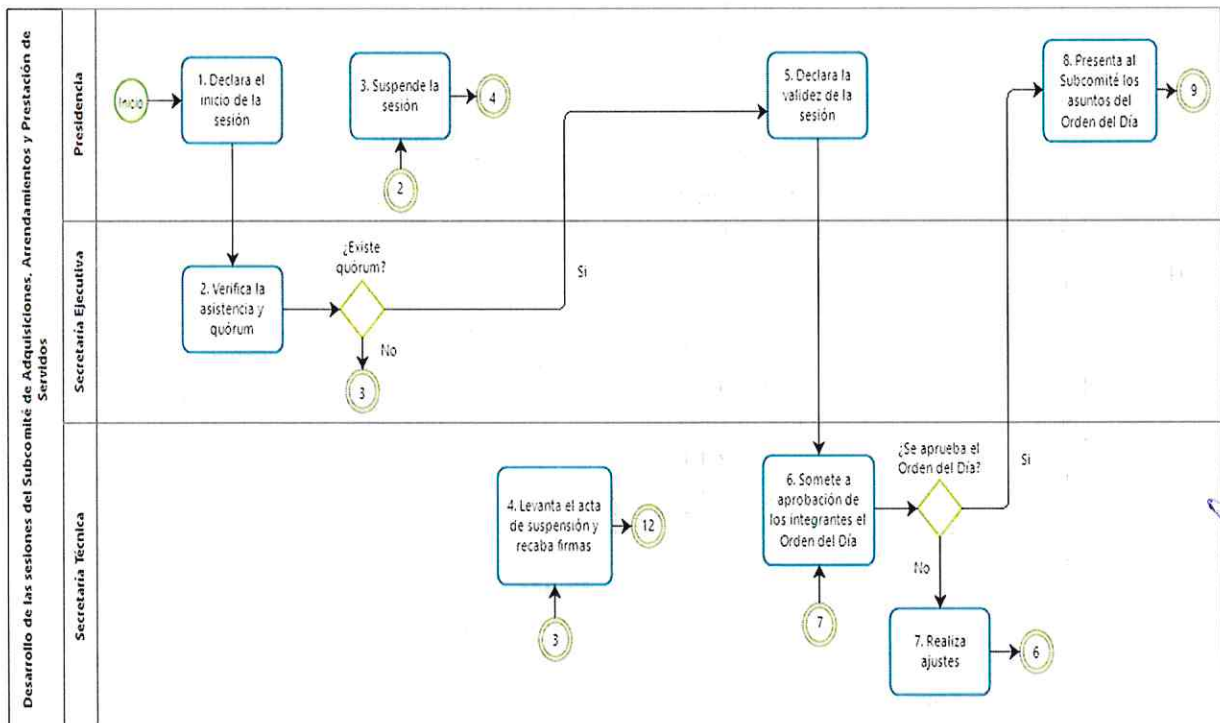 Desarrollo de las sesiones del Subcomité de Adquisiciones, Arrendamientos y Prestación de
Servidos
Presidencia
Inicio
1. Declara el
inicio de la
sesión
3. Suspende la
sesión
4
2
5. Declara la
validez de la
sesión
8. Presenta al
Subcomité los
asuntos del
Orden del Día
9
Secretaría Ejecutiva
2. Verifica la
asistencia y
quórum
¿Existe
quórum?
Si
No
3
Secretaría Técnica
4. Levanta el acta
de suspensión y
recaba firmas
12
3
6. Somete a
aprobación de
los integrantes el
Orden del Día
7
¿Se aprueba el
Orden del Día?
Si
No
7. Realiza
ajustes
6